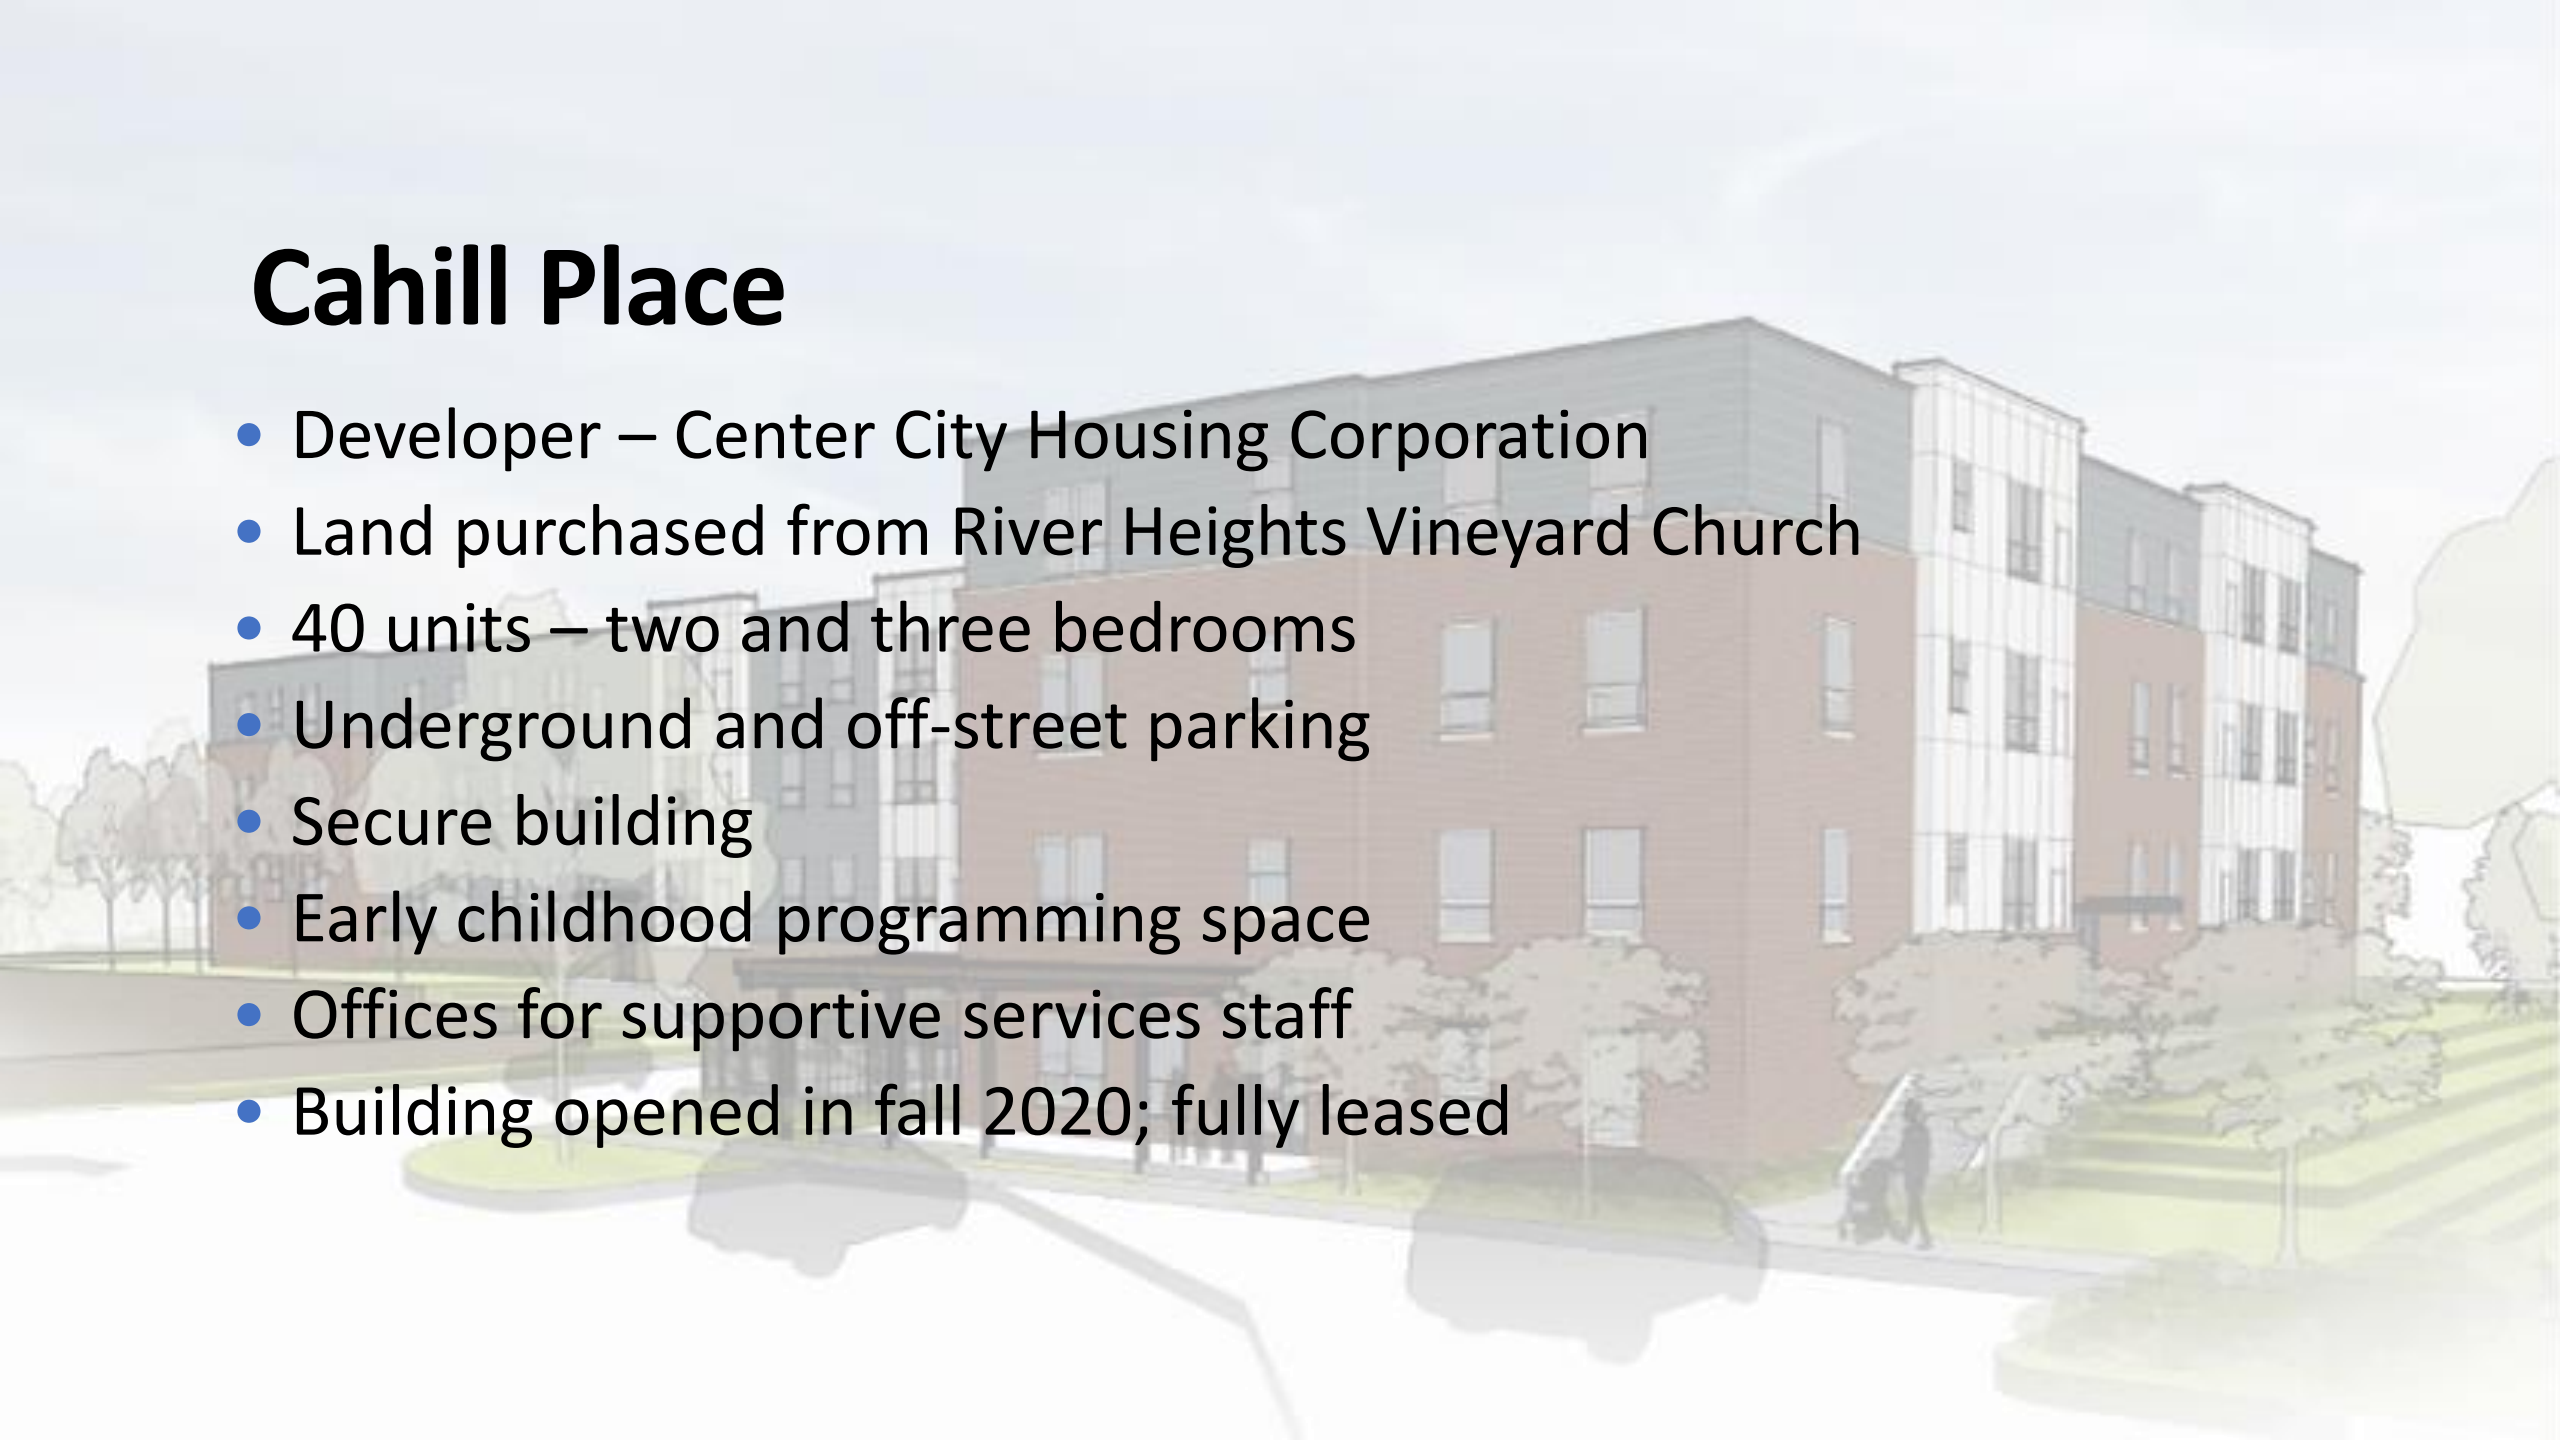 Cahill Place
• Developer – Center City Housing Corporation
• Land purchased from River Heights Vineyard Church
• 40 units – two and three bedrooms
• Underground and off-street parking
• Secure building
• Early childhood programming space
• Offices for supportive services staff
• Building opened in fall 2020; fully leased